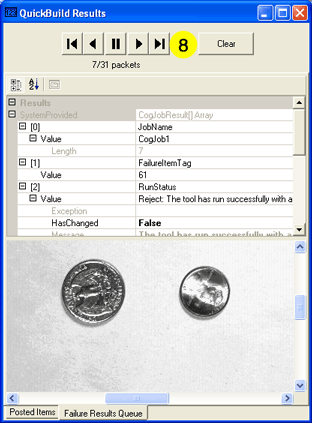 QuickBuild Results
8
Clear
7/31 packets
Results
SystemProvided CogJobResult[] Array
[0] JobName
Value CogJob1
Length 7
[1] FailureItemTag
Value 61
[2] RunStatus
Value Reject: The tool has run successfully with a
Exception
HasChanged False
Message The tool has run successfully with a
Posted Items Failure Results Queue